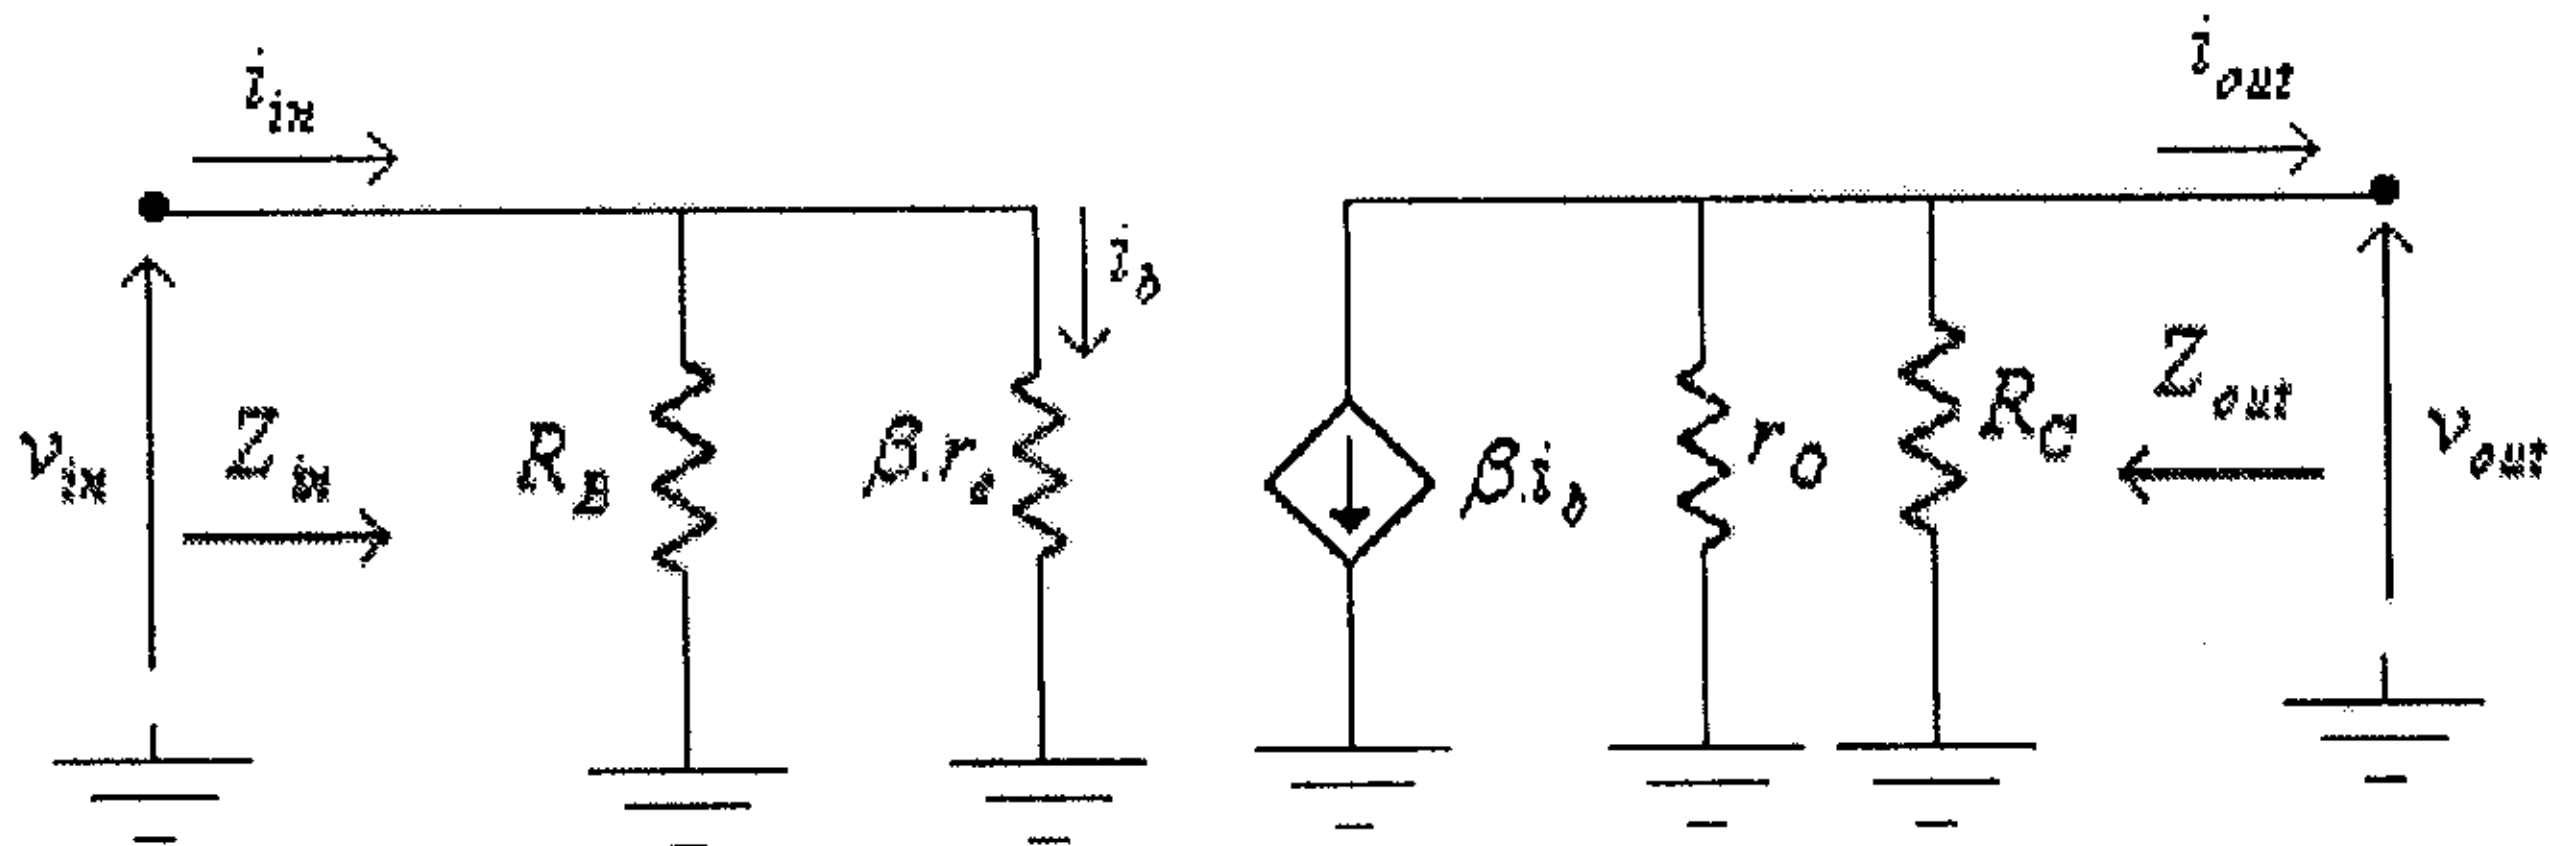 i_in
i_out
v_in
Z_in
R_B
β.r_e
i_b
β.i_b
r_O
R_C
Z_out
v_out